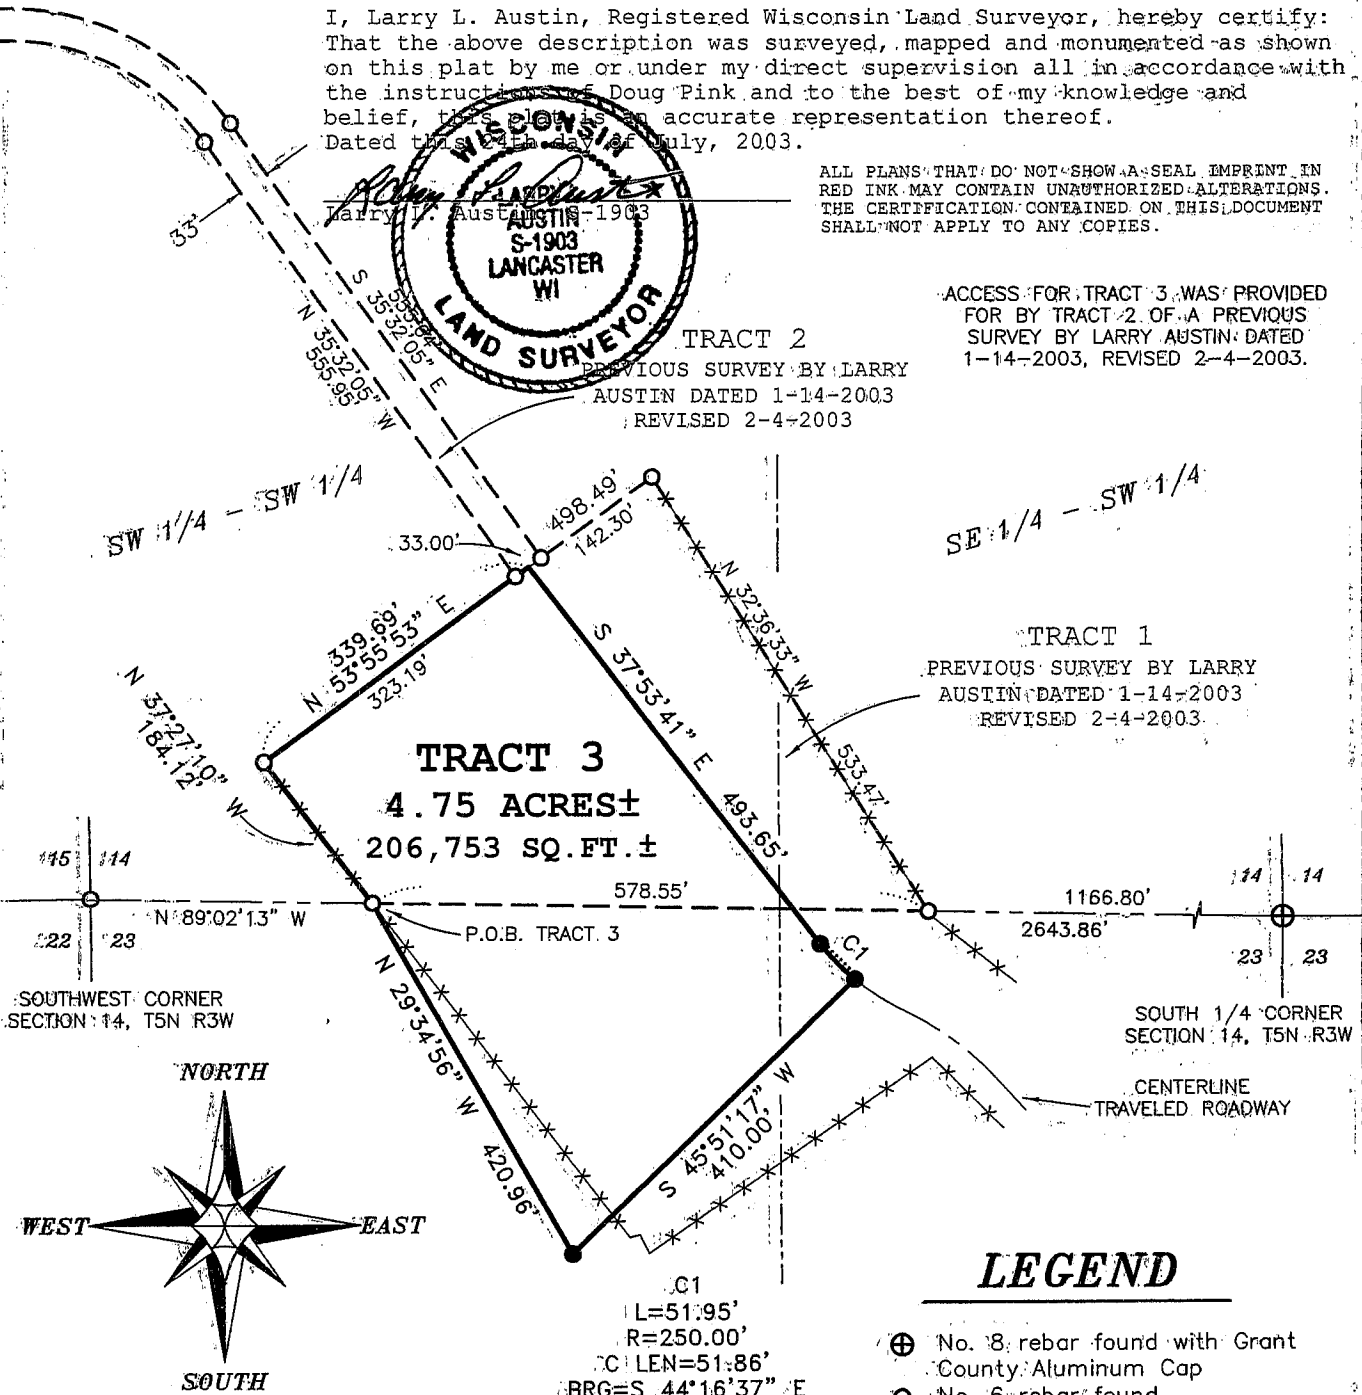 I, Larry L. Austin, Registered Wisconsin Land Surveyor, hereby certify:
That the above description was surveyed, mapped and monumented as shown
on this plat by me or under my direct supervision all in accordance with
the instructions of Doug Pink and to the best of my knowledge and
belief, this plat is an accurate representation thereof.
Dated this 24th day of July, 2003.
Larry L. Austin
Larry L. Austin S-1903
WISCONSIN
LARRY L.
AUSTIN
S-1903
LANCASTER
WI
LAND SURVEYOR
ALL PLANS THAT DO NOT SHOW A SEAL IMPRINT IN
RED INK MAY CONTAIN UNAUTHORIZED ALTERATIONS.
THE CERTIFICATION CONTAINED ON THIS DOCUMENT
SHALL NOT APPLY TO ANY COPIES.
ACCESS FOR TRACT 3 WAS PROVIDED
FOR BY TRACT 2 OF A PREVIOUS
SURVEY BY LARRY AUSTIN DATED
1-14-2003, REVISED 2-4-2003.
33'
S 35°32'05" E
N 35°32'05" W
555.95'
TRACT 2
PREVIOUS SURVEY BY LARRY
AUSTIN DATED 1-14-2003
REVISED 2-4-2003
SW 1/4 - SW 1/4
SE 1/4 - SW 1/4
498.49'
142.30'
33.00'
N 32°36'33" W
533.47'
TRACT 1
PREVIOUS SURVEY BY LARRY
AUSTIN DATED 1-14-2003
REVISED 2-4-2003
339.69'
N 53°55'53" E
323.19'
S 37°53'41" E
493.65'
N 37°27'10" W
184.12'
TRACT 3
4.75 ACRES±
206,753 SQ.FT.±
15 14
22 23
N 89°02'13" W
578.55'
1166.80'
2643.86'
14 14
23 23
P.O.B. TRACT 3
C1
SOUTHWEST CORNER
SECTION 14, T5N R3W
SOUTH 1/4 CORNER
SECTION 14, T5N R3W
N 29°34'56" W
420.96'
S 45°51'17" W
410.00'
CENTERLINE
TRAVELED ROADWAY
NORTH
WEST
EAST
SOUTH
C1
L=51.95'
R=250.00'
C LEN=51.86'
BRG=S 44°16'37" E
LEGEND
No. 8 rebar found with Grant
County Aluminum Cap
No. 6 rebar found